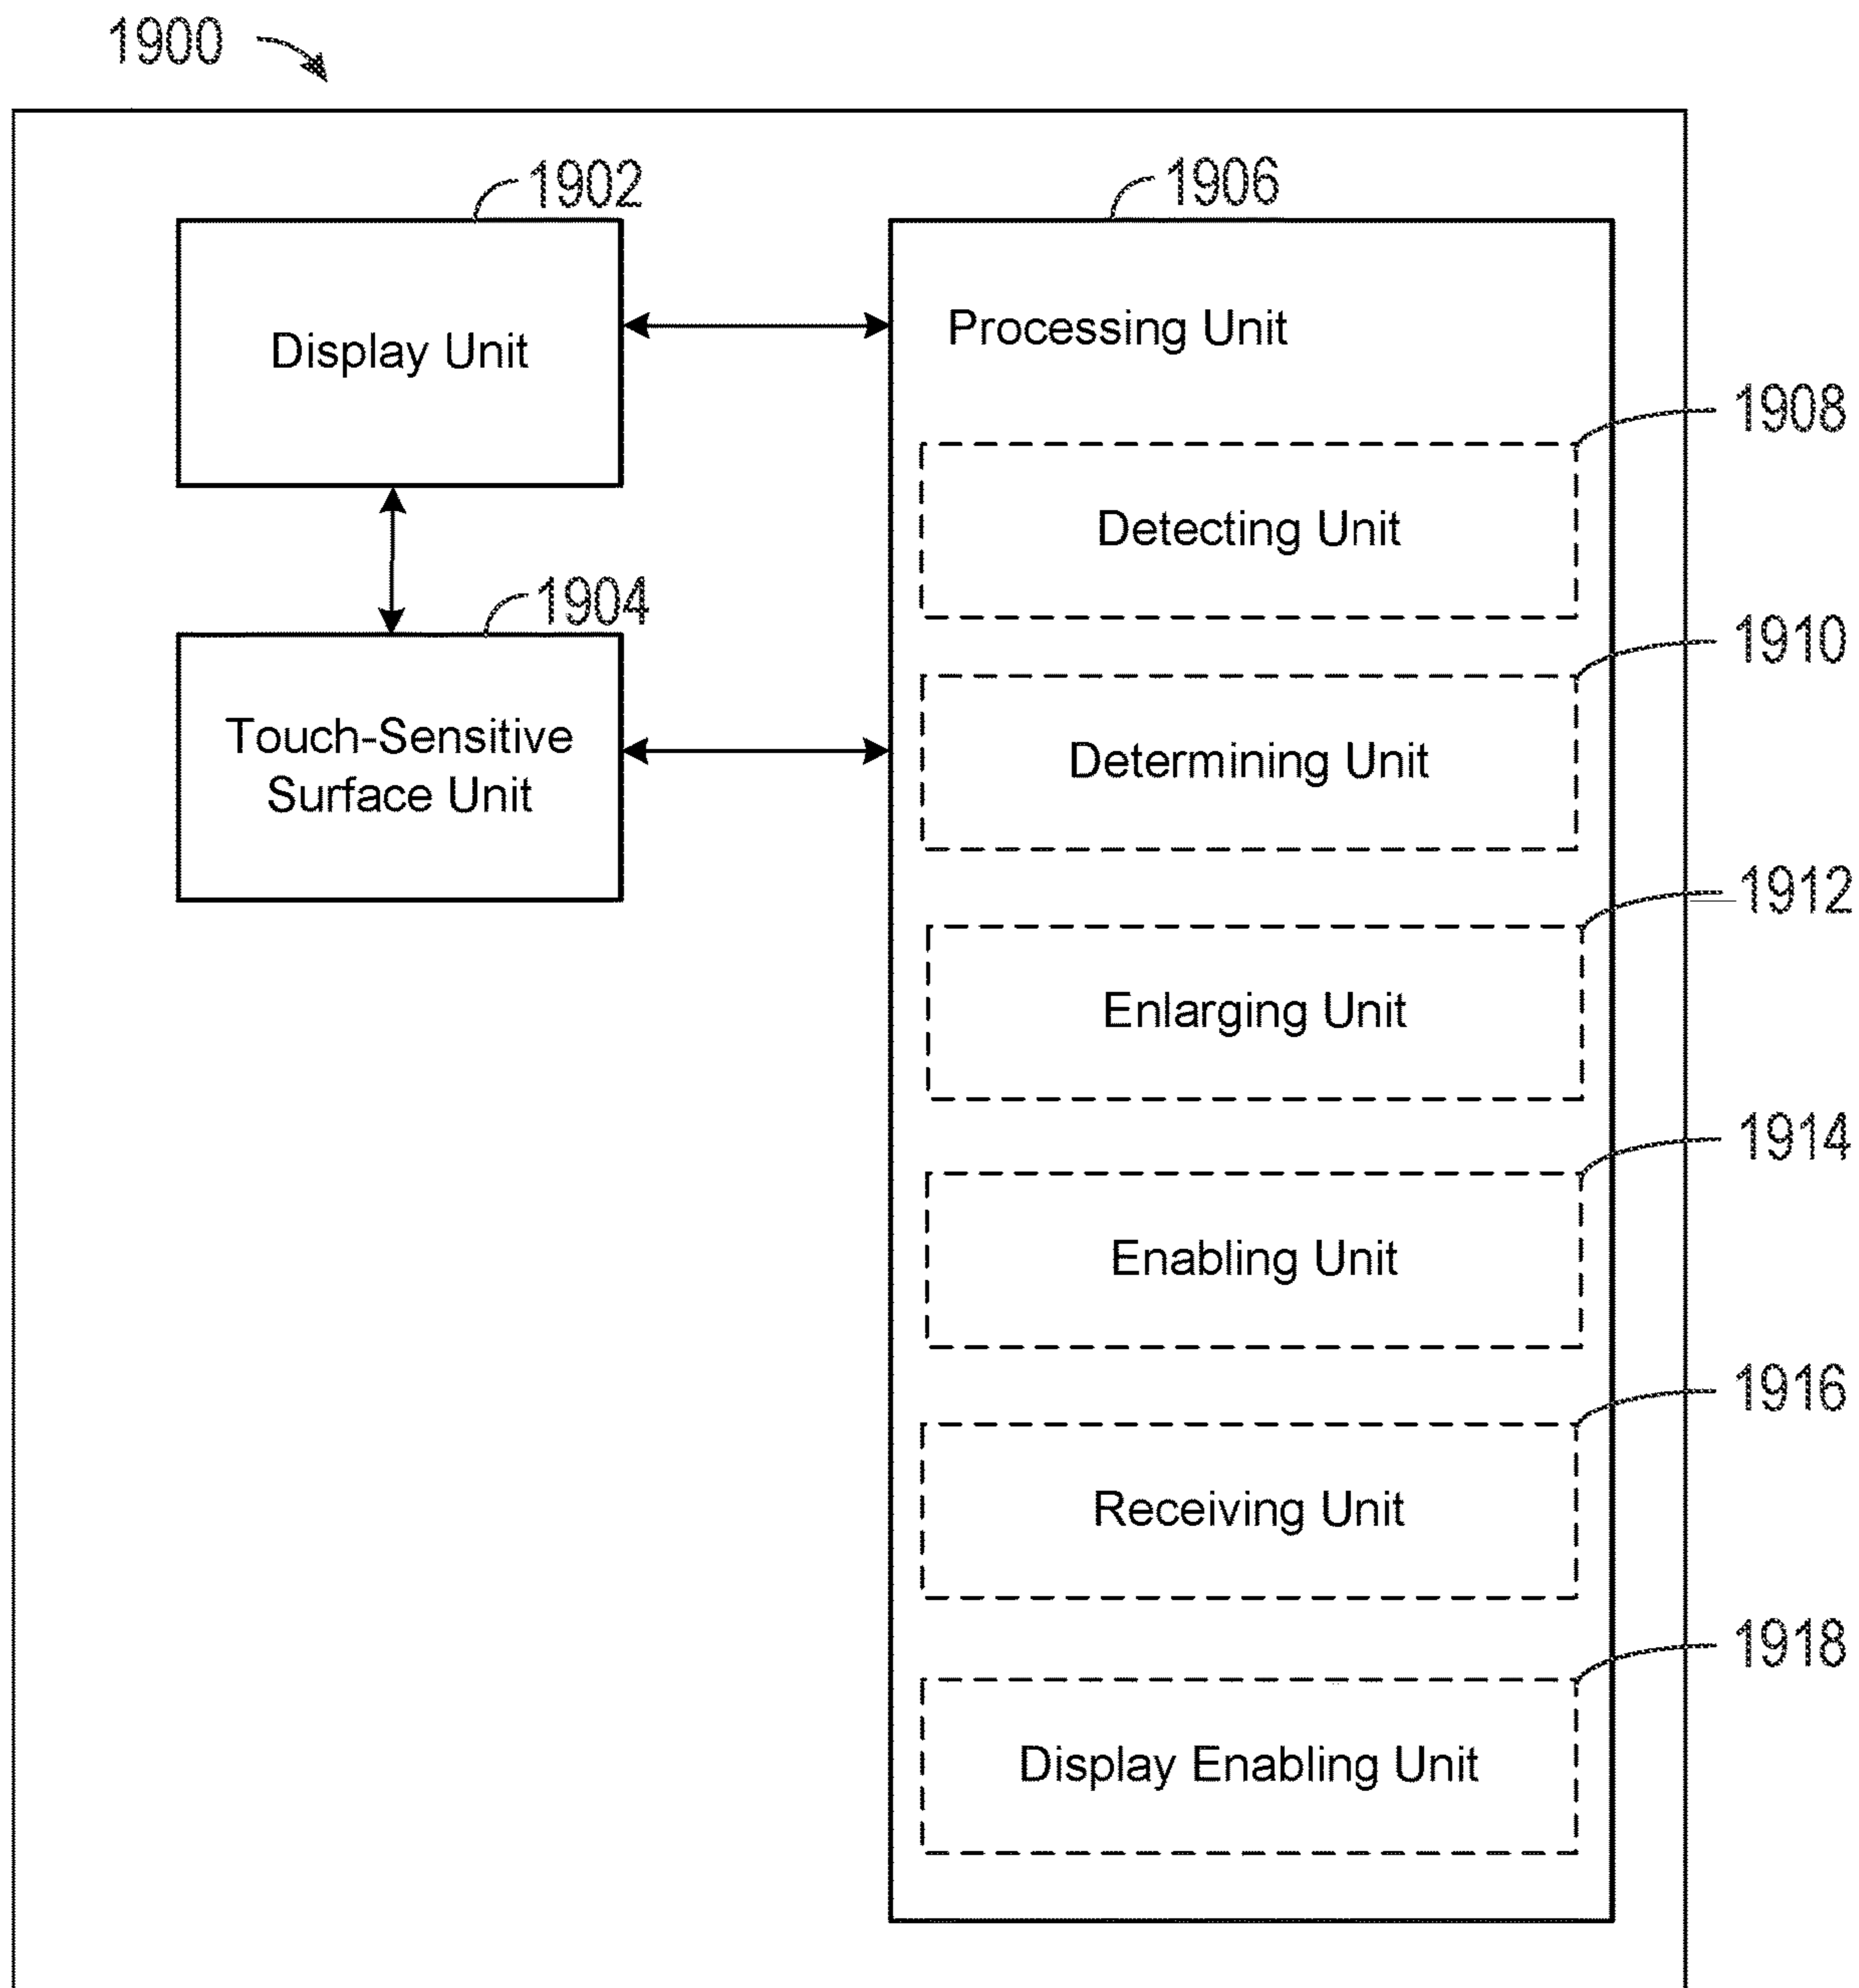 1900
1902
1906
Display Unit
Processing Unit
1908
Detecting Unit
1904
1910
Touch-Sensitive
Surface Unit
Determining Unit
1912
Enlarging Unit
1914
Enabling Unit
1916
Receiving Unit
1918
Display Enabling Unit